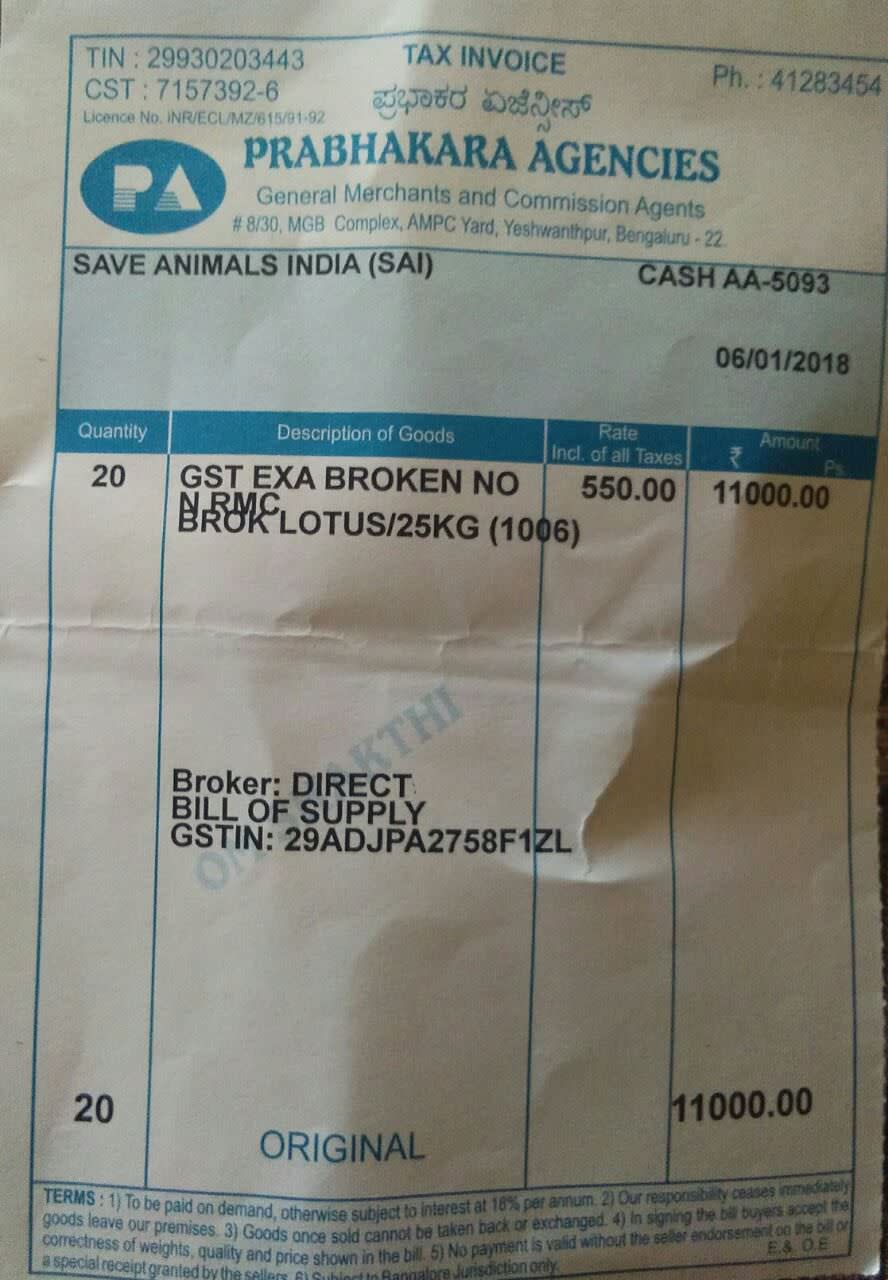 TAX INVOICE
TIN : 29930203443
CST : 7157392-6
Ph. : 41283454
ಪ್ರಭಾಕರ ಏಜೆನ್ಸೀಸ್
Licence No. INR/ECL/MZ/615/91-92
PA
PRABHAKARA AGENCIES
General Merchants and Commission Agents
# 8/30, MGB Complex, AMPC Yard, Yeshwanthpur, Bengaluru - 22.
SAVE ANIMALS INDIA (SAI)
CASH AA-5093
06/01/2018
Quantity Description of Goods Rate Incl. of all Taxes Amount ₹ Ps.
20 GST EXA BROKEN NO 550.00 11000.00
N RMC
BROK LOTUS/25KG (1006)
Broker: DIRECT
BILL OF SUPPLY
GSTIN: 29ADJPA2758F1ZL
20 11000.00
ORIGINAL
TERMS : 1) To be paid on demand, otherwise subject to interest at 18% per annum. 2) Our responsibility ceases immediately
goods leave our premises. 3) Goods once sold cannot be taken back or exchanged. 4) In signing the bill buyers accept the
correctness of weights, quality and price shown in the bill. 5) No payment is valid without the seller endorsement on the bill or
a special receipt granted by the sellers. 6) Subject to Bangalore Jurisdiction only.
E.& O.E